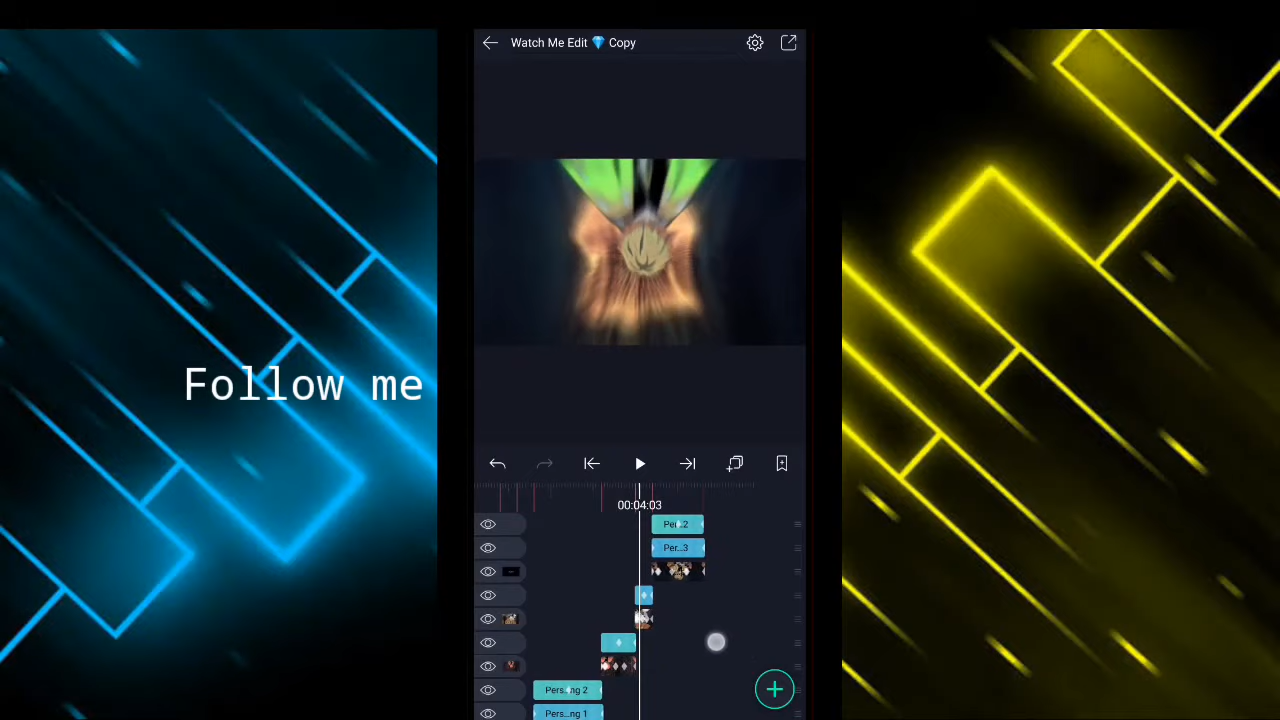 Watch Me Edit 💎 Copy
Follow me
00:04:03
Per...2
Per...3
Pers...ng 2
Pers...ng 1